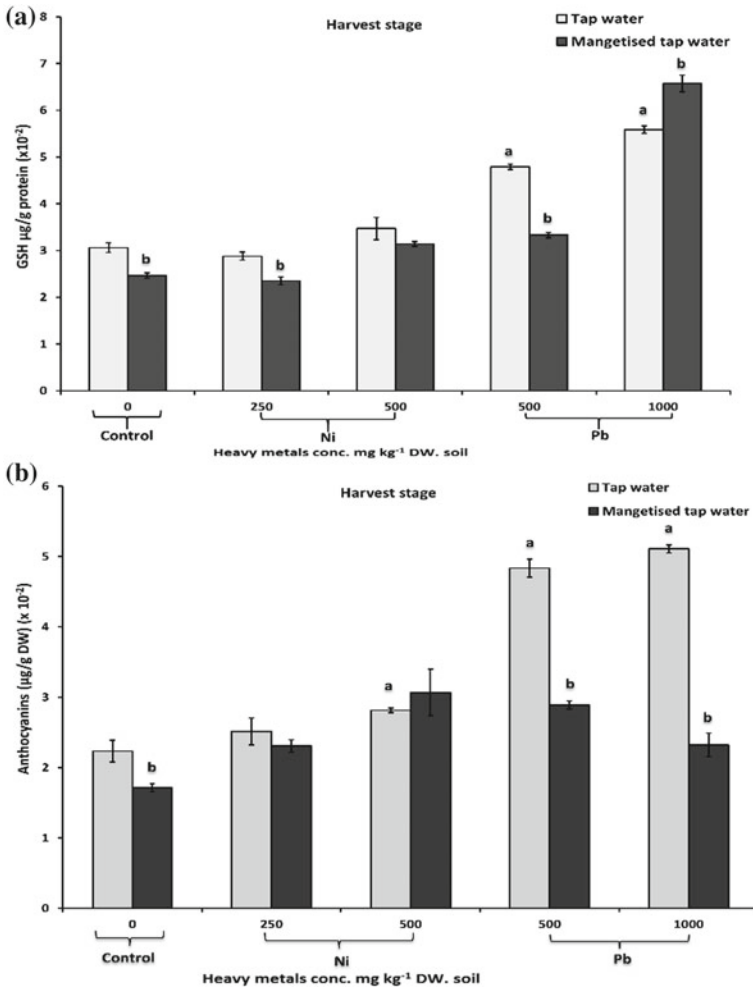 (a)
Harvest stage
Tap water
Mangetised tap water
GSH µg/g protein (x10⁻²)
8
7
6
5
4
3
2
1
0
b
b
a
b
a
b
0
250
500
500
1000
Control
Ni
Pb
Heavy metals conc. mg kg⁻¹ DW. soil
(b)
Harvest stage
Tap water
Mangetised tap water
Anthocyanins (µg/g DW) (x 10⁻²)
6
5
4
3
2
1
0
b
a
a
b
a
b
0
250
500
500
1000
Control
Ni
Pb
Heavy metals conc. mg kg⁻¹ DW. soil